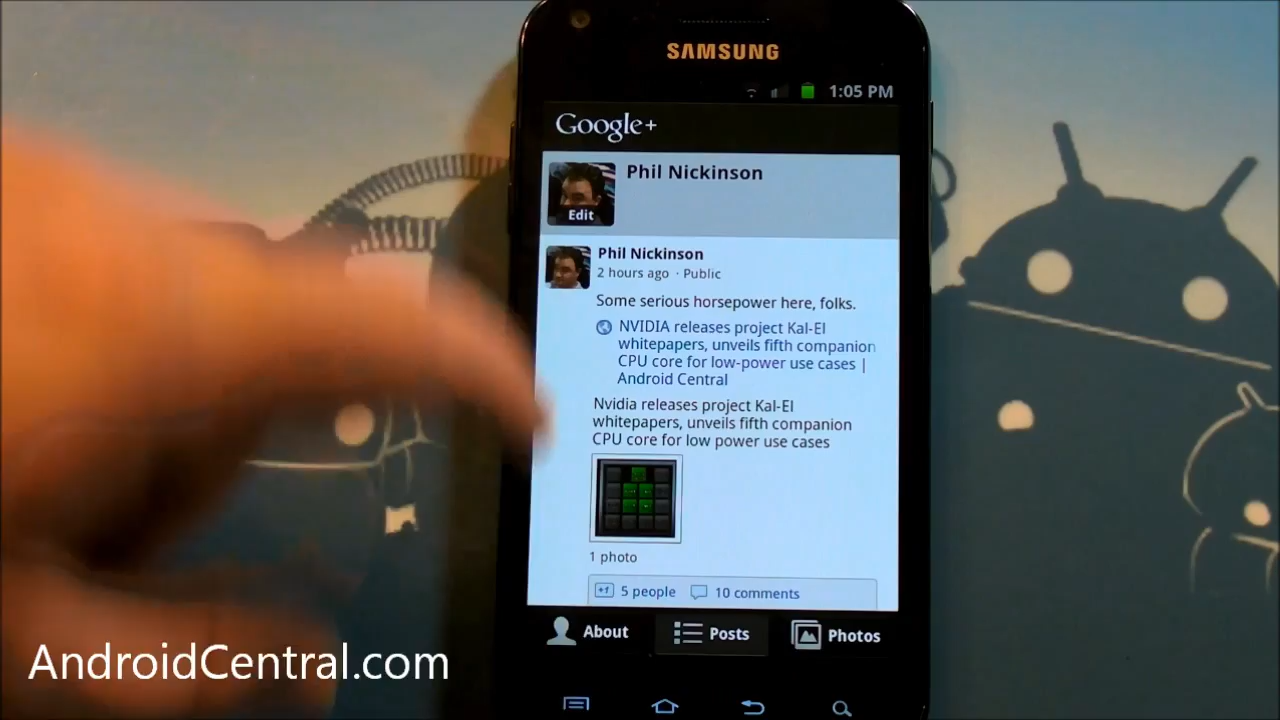 SAMSUNG
1:05 PM
Google+
Phil Nickinson
Edit
Phil Nickinson
2 hours ago · Public
Some serious horsepower here, folks.
NVIDIA releases project Kal-El
whitepapers, unveils fifth companion
CPU core for low-power use cases |
Android Central
Nvidia releases project Kal-El
whitepapers, unveils fifth companion
CPU core for low power use cases
1 photo
+1 5 people 10 comments
About Posts Photos
AndroidCentral.com